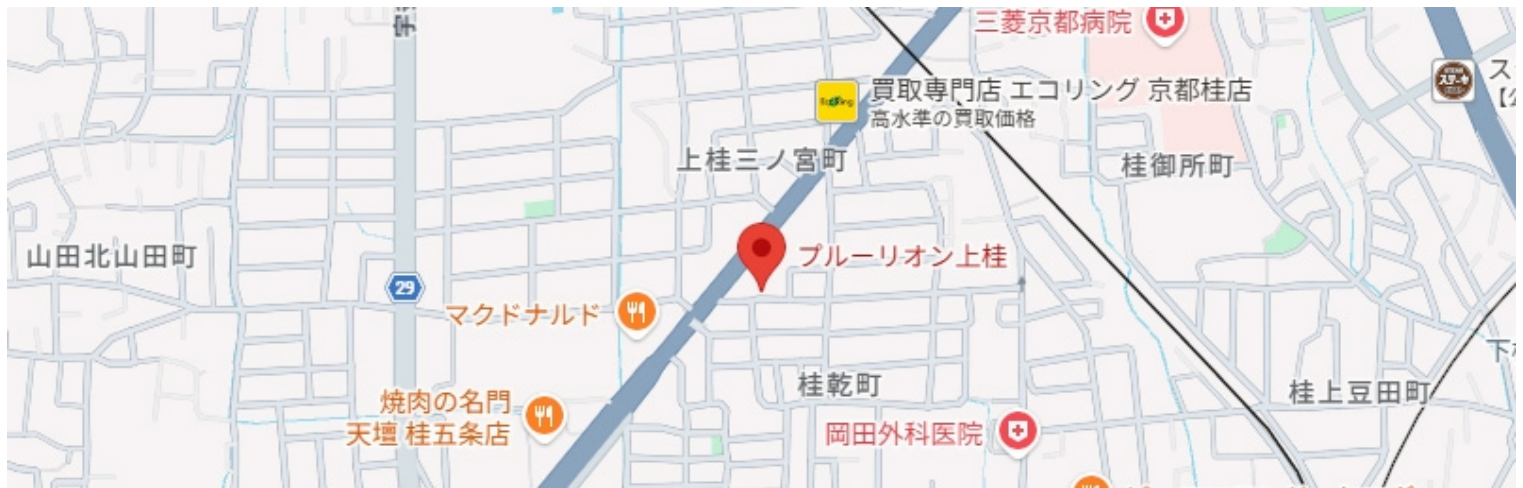 三菱京都病院
買取専門店 エコリング 京都桂店
高水準の買取価格
上桂三ノ宮町
桂御所町
山田北山田町
プルーリオン上桂
29
マクドナルド
桂乾町
桂上豆田町
焼肉の名門
天壇 桂五条店
岡田外科医院